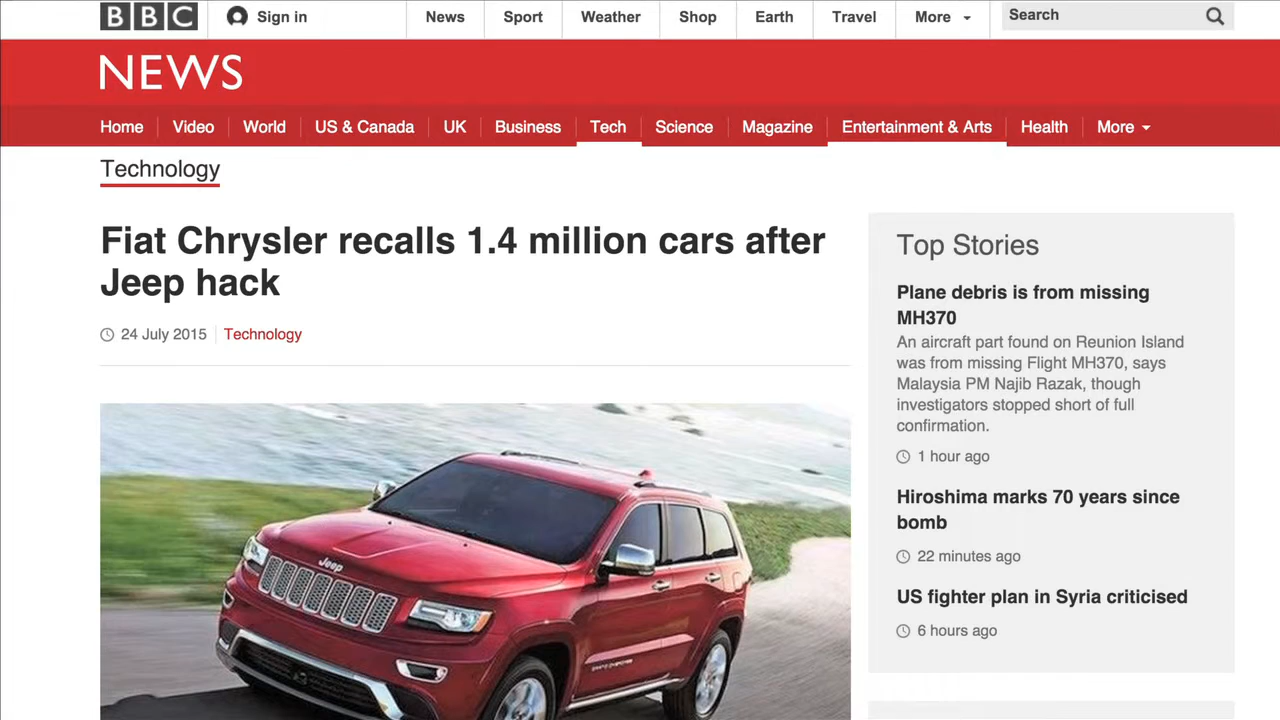 BBC Sign in News Sport Weather Shop Earth Travel More Search
NEWS
Home Video World US & Canada UK Business Tech Science Magazine Entertainment & Arts Health More
Technology
Fiat Chrysler recalls 1.4 million cars after
Jeep hack
24 July 2015 Technology
Jeep
Top Stories
Plane debris is from missing
MH370
An aircraft part found on Reunion Island
was from missing Flight MH370, says
Malaysia PM Najib Razak, though
investigators stopped short of full
confirmation.
1 hour ago
Hiroshima marks 70 years since
bomb
22 minutes ago
US fighter plan in Syria criticised
6 hours ago